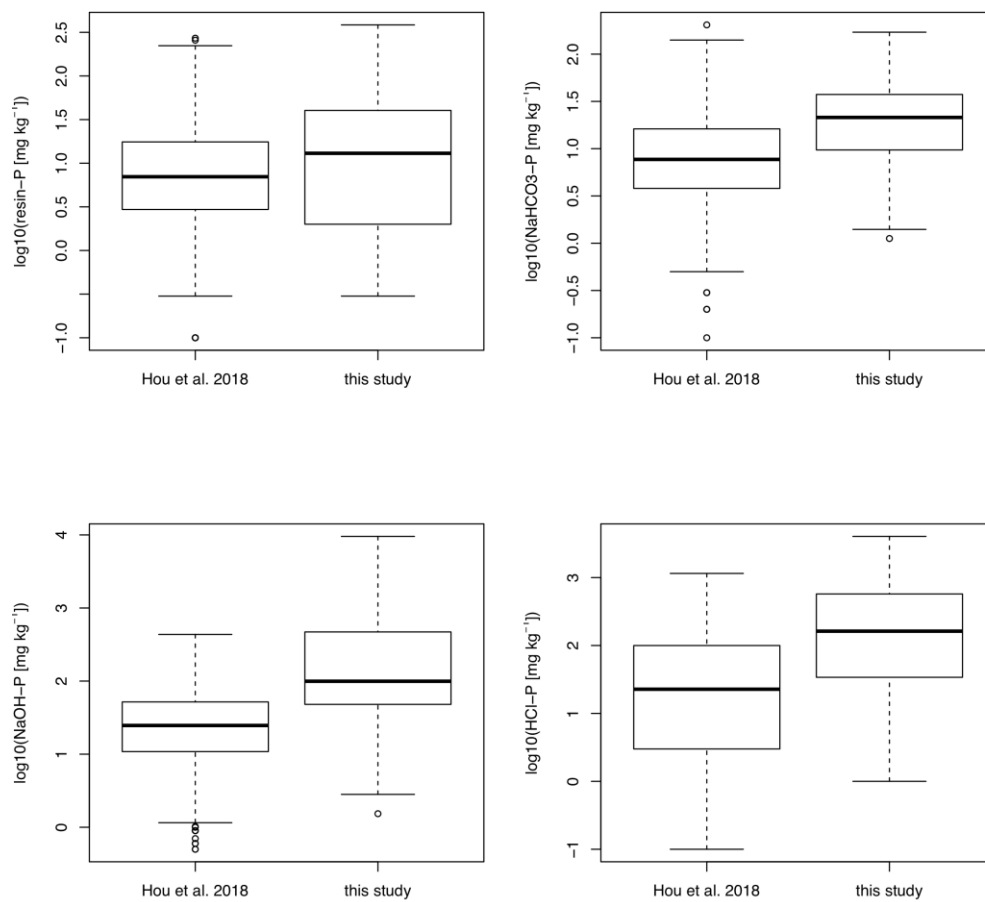 log10(resin−P [mg kg⁻¹])
2.5
2.0
1.5
1.0
0.5
0.0
−1.0
Hou et al. 2018
this study
log10(NaHCO3−P [mg kg⁻¹])
2.0
1.5
1.0
0.5
0.0
−0.5
−1.0
Hou et al. 2018
this study
log10(NaOH−P [mg kg⁻¹])
4
3
2
1
0
Hou et al. 2018
this study
log10(HCl−P [mg kg⁻¹])
3
2
1
0
−1
Hou et al. 2018
this study